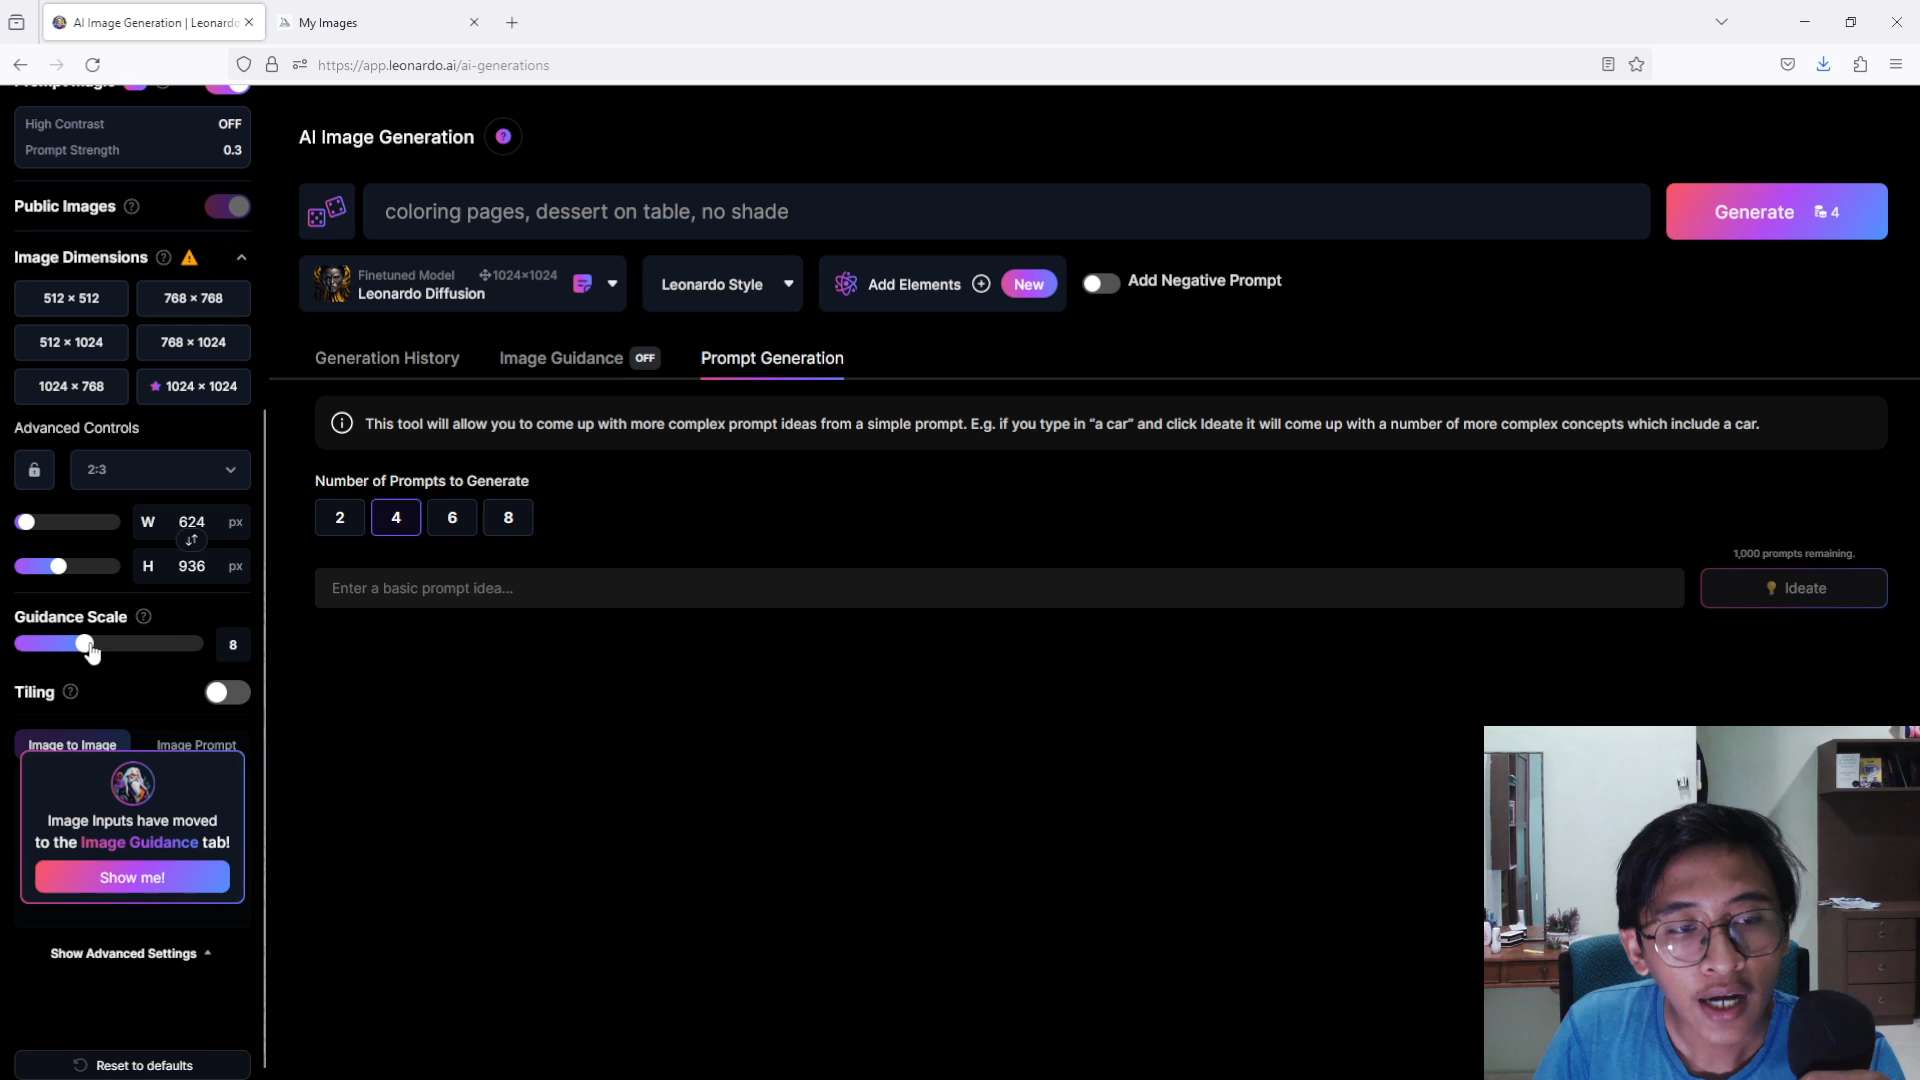 AI Image Generation | Leonardo
My Images
https://app.leonardo.ai/ai-generations
High Contrast OFF
Prompt Strength 0.3
Public Images
Image Dimensions
512 × 512 768 × 768
512 × 1024 768 × 1024
1024 × 768 1024 × 1024
Advanced Controls
2:3
W 624 px
H 936 px
Guidance Scale
8
Tiling
Image to Image Image Prompt
Image Inputs have moved
to the Image Guidance tab!
Show me!
Show Advanced Settings
Reset to defaults
AI Image Generation
coloring pages, dessert on table, no shade
Generate 4
Finetuned Model 1024×1024
Leonardo Diffusion
Leonardo Style
Add Elements New
Add Negative Prompt
Generation History Image Guidance OFF Prompt Generation
This tool will allow you to come up with more complex prompt ideas from a simple prompt. E.g. if you type in “a car” and click Ideate it will come up with a number of more complex concepts which include a car.
Number of Prompts to Generate
2 4 6 8
1,000 prompts remaining.
Enter a basic prompt idea...
Ideate